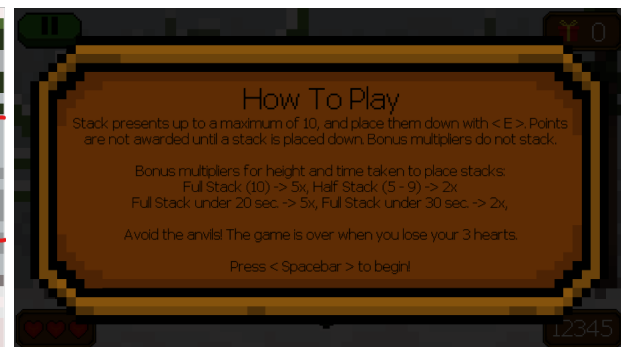 0
How To Play
Stack presents up to a maximum of 10, and place them down with < E >. Points
are not awarded until a stack is placed down. Bonus multipliers do not stack.
Bonus multipliers for height and time taken to place stacks:
Full Stack (10) -> 5x, Half Stack (5 - 9) -> 2x
Full Stack under 20 sec. -> 5x, Full Stack under 30 sec. -> 2x,
Avoid the anvils! The game is over when you lose your 3 hearts.
Press < Spacebar > to begin!
12345